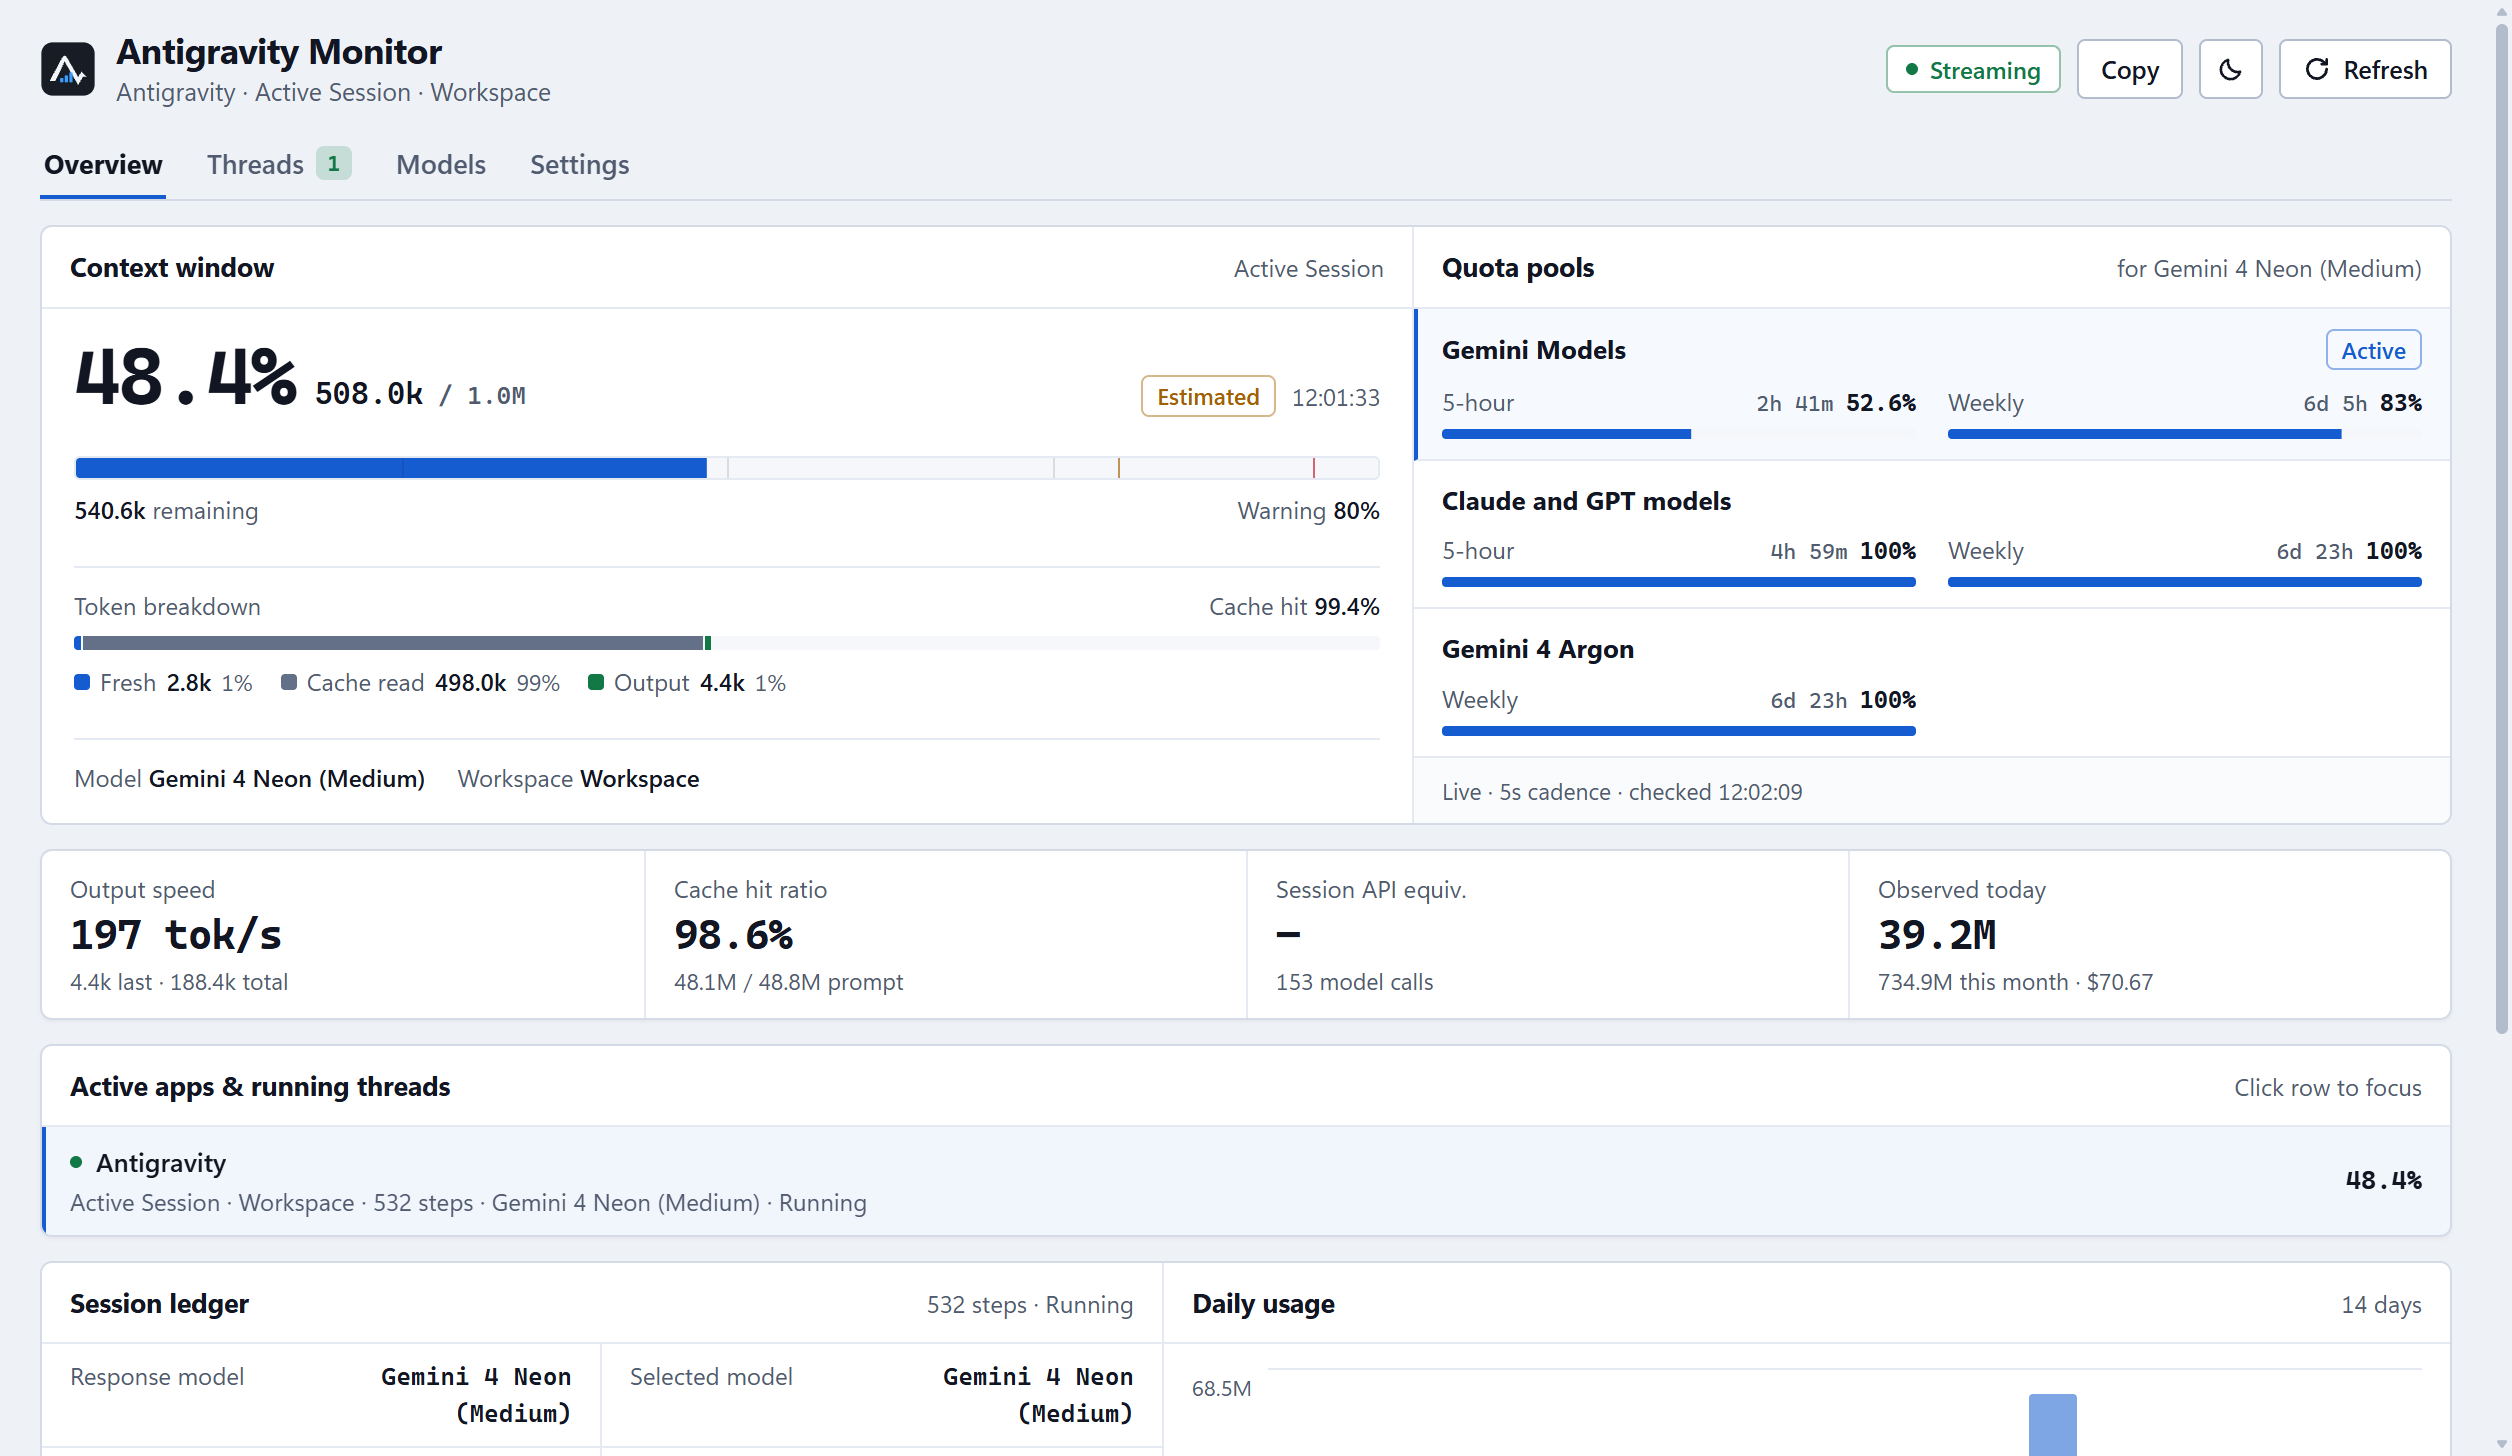 Antigravity Monitor
Antigravity · Active Session · Workspace
Streaming
Copy
Refresh
Overview
Threads 1
Models
Settings
Context window
Active Session
48.4% 508.0k / 1.0M
Estimated 12:01:33
540.6k remaining
Warning 80%
Token breakdown
Cache hit 99.4%
Fresh 2.8k 1%
Cache read 498.0k 99%
Output 4.4k 1%
Model Gemini 4 Neon (Medium)
Workspace Workspace
Quota pools
for Gemini 4 Neon (Medium)
Gemini Models
Active
5-hour 2h 41m 52.6%
Weekly 6d 5h 83%
Claude and GPT models
5-hour 4h 59m 100%
Weekly 6d 23h 100%
Gemini 4 Argon
Weekly 6d 23h 100%
Live · 5s cadence · checked 12:02:09
Output speed
197 tok/s
4.4k last · 188.4k total
Cache hit ratio
98.6%
48.1M / 48.8M prompt
Session API equiv.
—
153 model calls
Observed today
39.2M
734.9M this month · $70.67
Active apps & running threads
Click row to focus
Antigravity
Active Session · Workspace · 532 steps · Gemini 4 Neon (Medium) · Running
48.4%
Session ledger
532 steps · Running
Response model
Gemini 4 Neon
(Medium)
Selected model
Gemini 4 Neon
(Medium)
Daily usage
14 days
68.5M